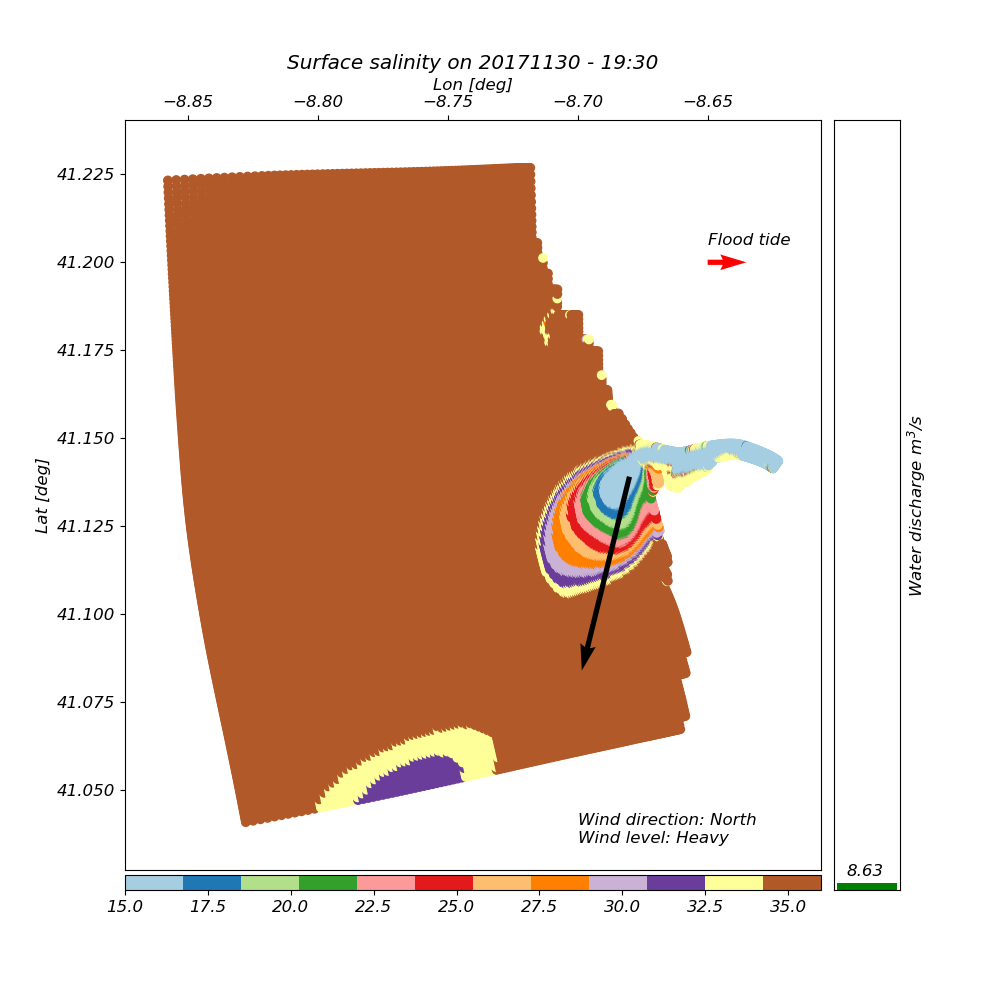 Surface salinity on 20171130 - 19:30
Lon [deg]
−8.85 −8.80 −8.75 −8.70 −8.65
41.225
41.200
41.175
41.150
41.125
41.100
41.075
41.050
Lat [deg]
Flood tide
Wind direction: North
Wind level: Heavy
15.0 17.5 20.0 22.5 25.0 27.5 30.0 32.5 35.0
8.63
Water discharge m³/s